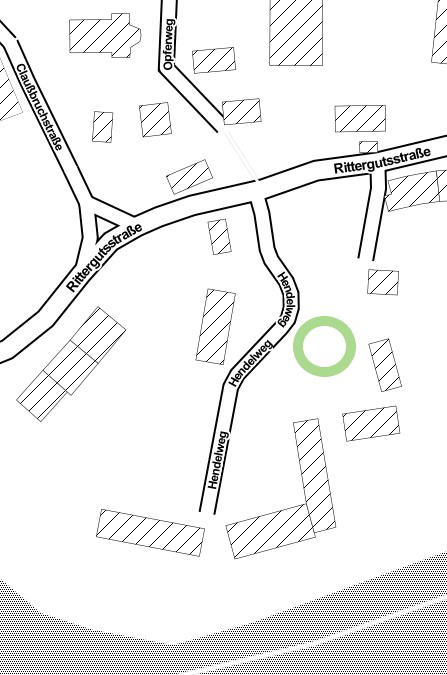 Opferweg
Claußbruchstraße
Rittergutsstraße
Rittergutsstraße
Hendelweg
Hendelweg
Hendelweg